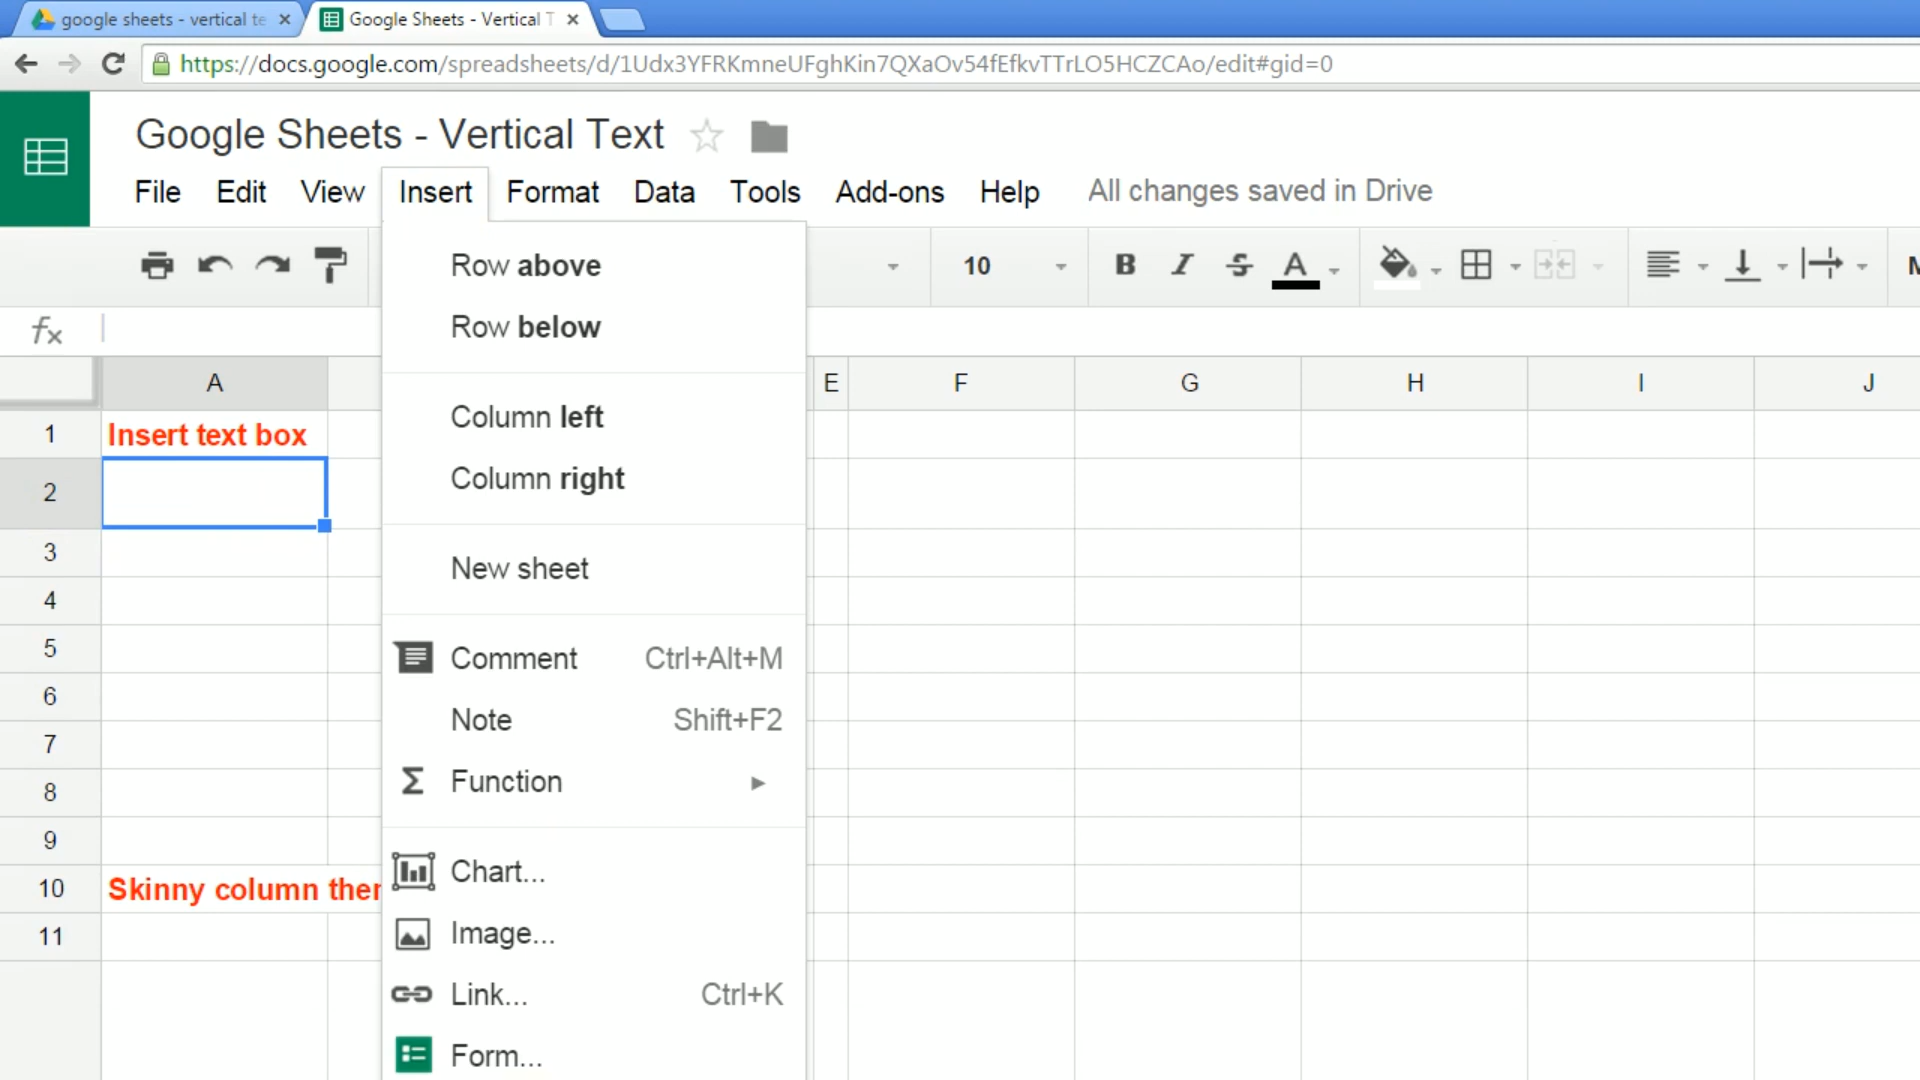 google sheets - vertical te
Google Sheets - Vertical T
https://docs.google.com/spreadsheets/d/1Udx3YFRKmneUFghKin7QXaOv54fEfkvTTrLO5HCZCAo/edit#gid=0
Google Sheets - Vertical Text
File Edit View Insert Format Data Tools Add-ons Help All changes saved in Drive
10 B I S A
fx
A E F G H I J
1 Insert text box
2
3
4
5
6
7
8
9
10 Skinny column then
11
Row above
Row below
Column left
Column right
New sheet
Comment Ctrl+Alt+M
Note Shift+F2
Σ Function
Chart...
Image...
Link... Ctrl+K
Form...